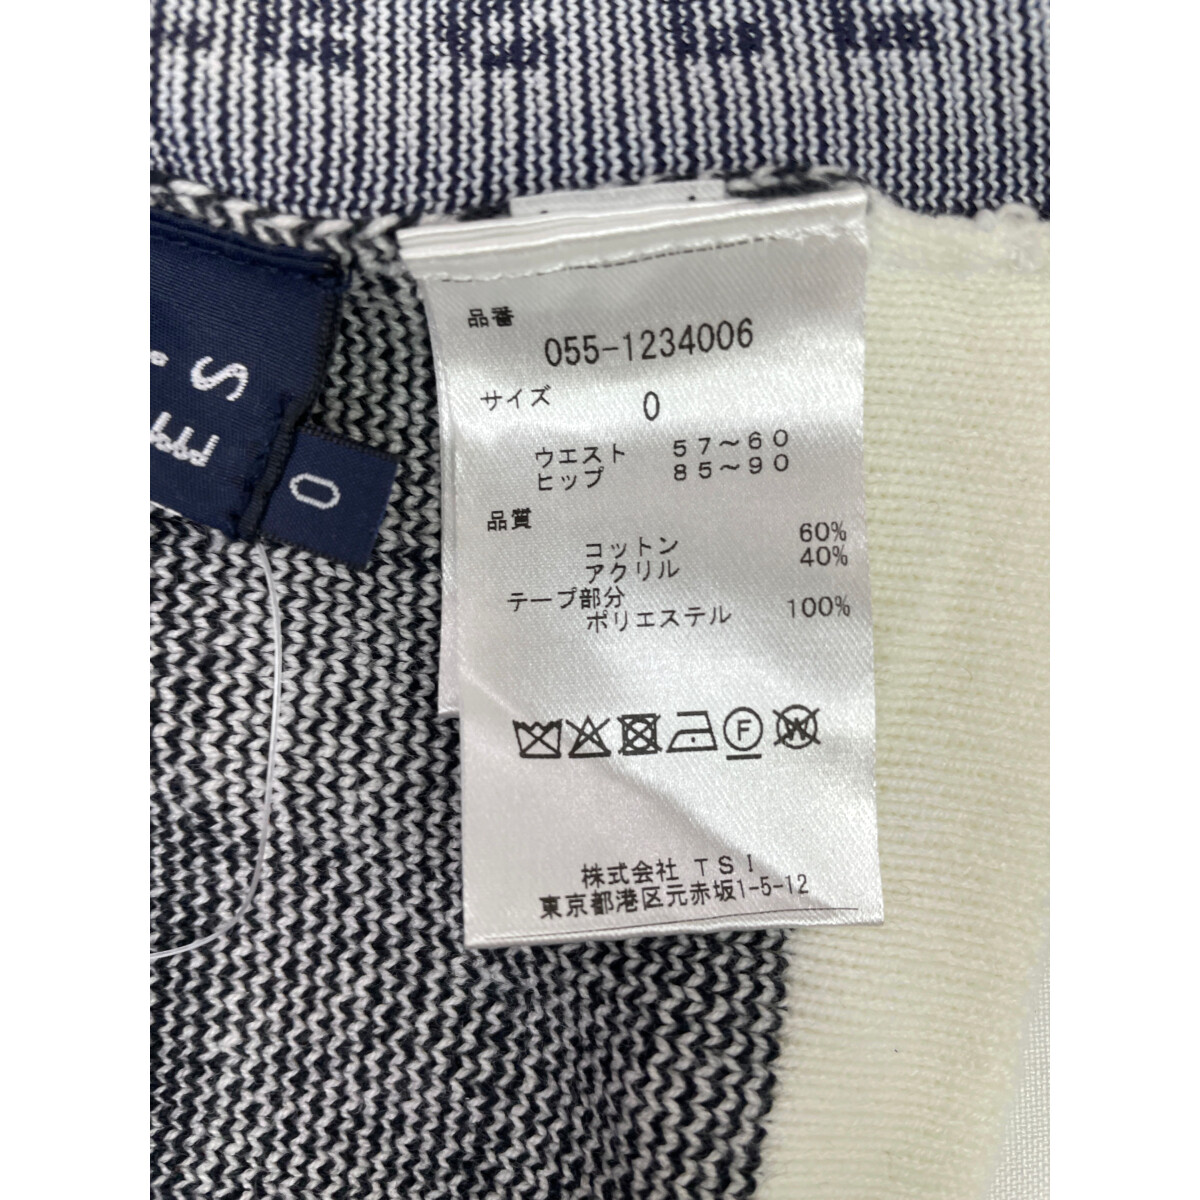 品番
055-1234006
サイズ 0
ウエスト 57～60
ヒップ 85～90
品質
コットン 60%
アクリル 40%
テープ部分
ポリエステル 100%
F
W
株式会社 TSI
東京都港区元赤坂1-5-12
0